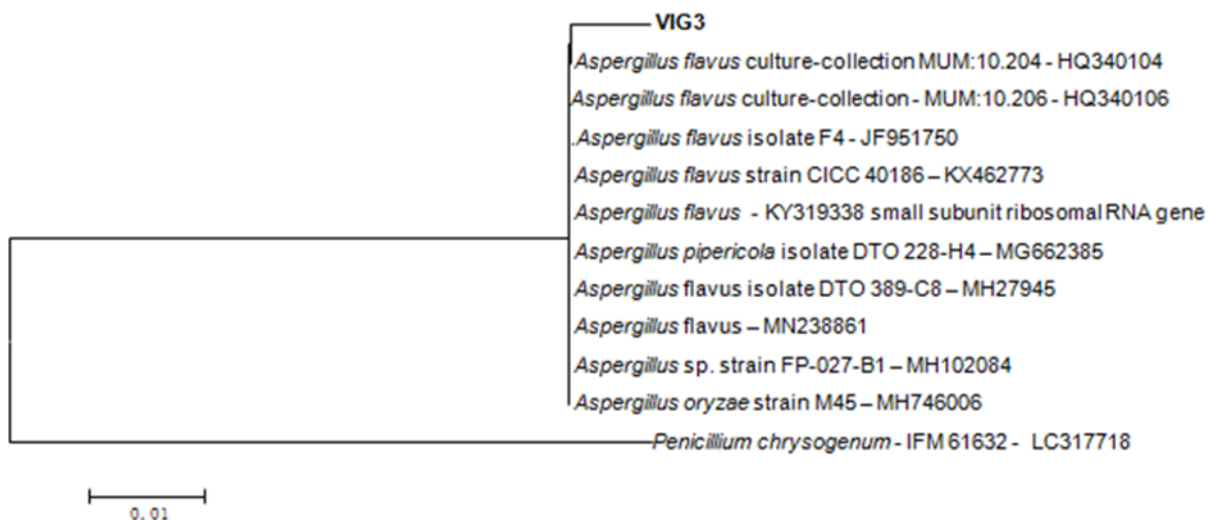 VIG3
Aspergillus flavus culture-collection MUM:10.204 - HQ340104
Aspergillus flavus culture-collection - MUM:10.206 - HQ340106
Aspergillus flavus isolate F4 - JF951750
Aspergillus flavus strain CICC 40186 – KX462773
Aspergillus flavus - KY319338 small subunit ribosomal RNA gene
Aspergillus pipericola isolate DTO 228-H4 – MG662385
Aspergillus flavus isolate DTO 389-C8 – MH27945
Aspergillus flavus – MN238861
Aspergillus sp. strain FP-027-B1 – MH102084
Aspergillus oryzae strain M45 – MH746006
Penicillium chrysogenum - IFM 61632 - LC317718
0.01